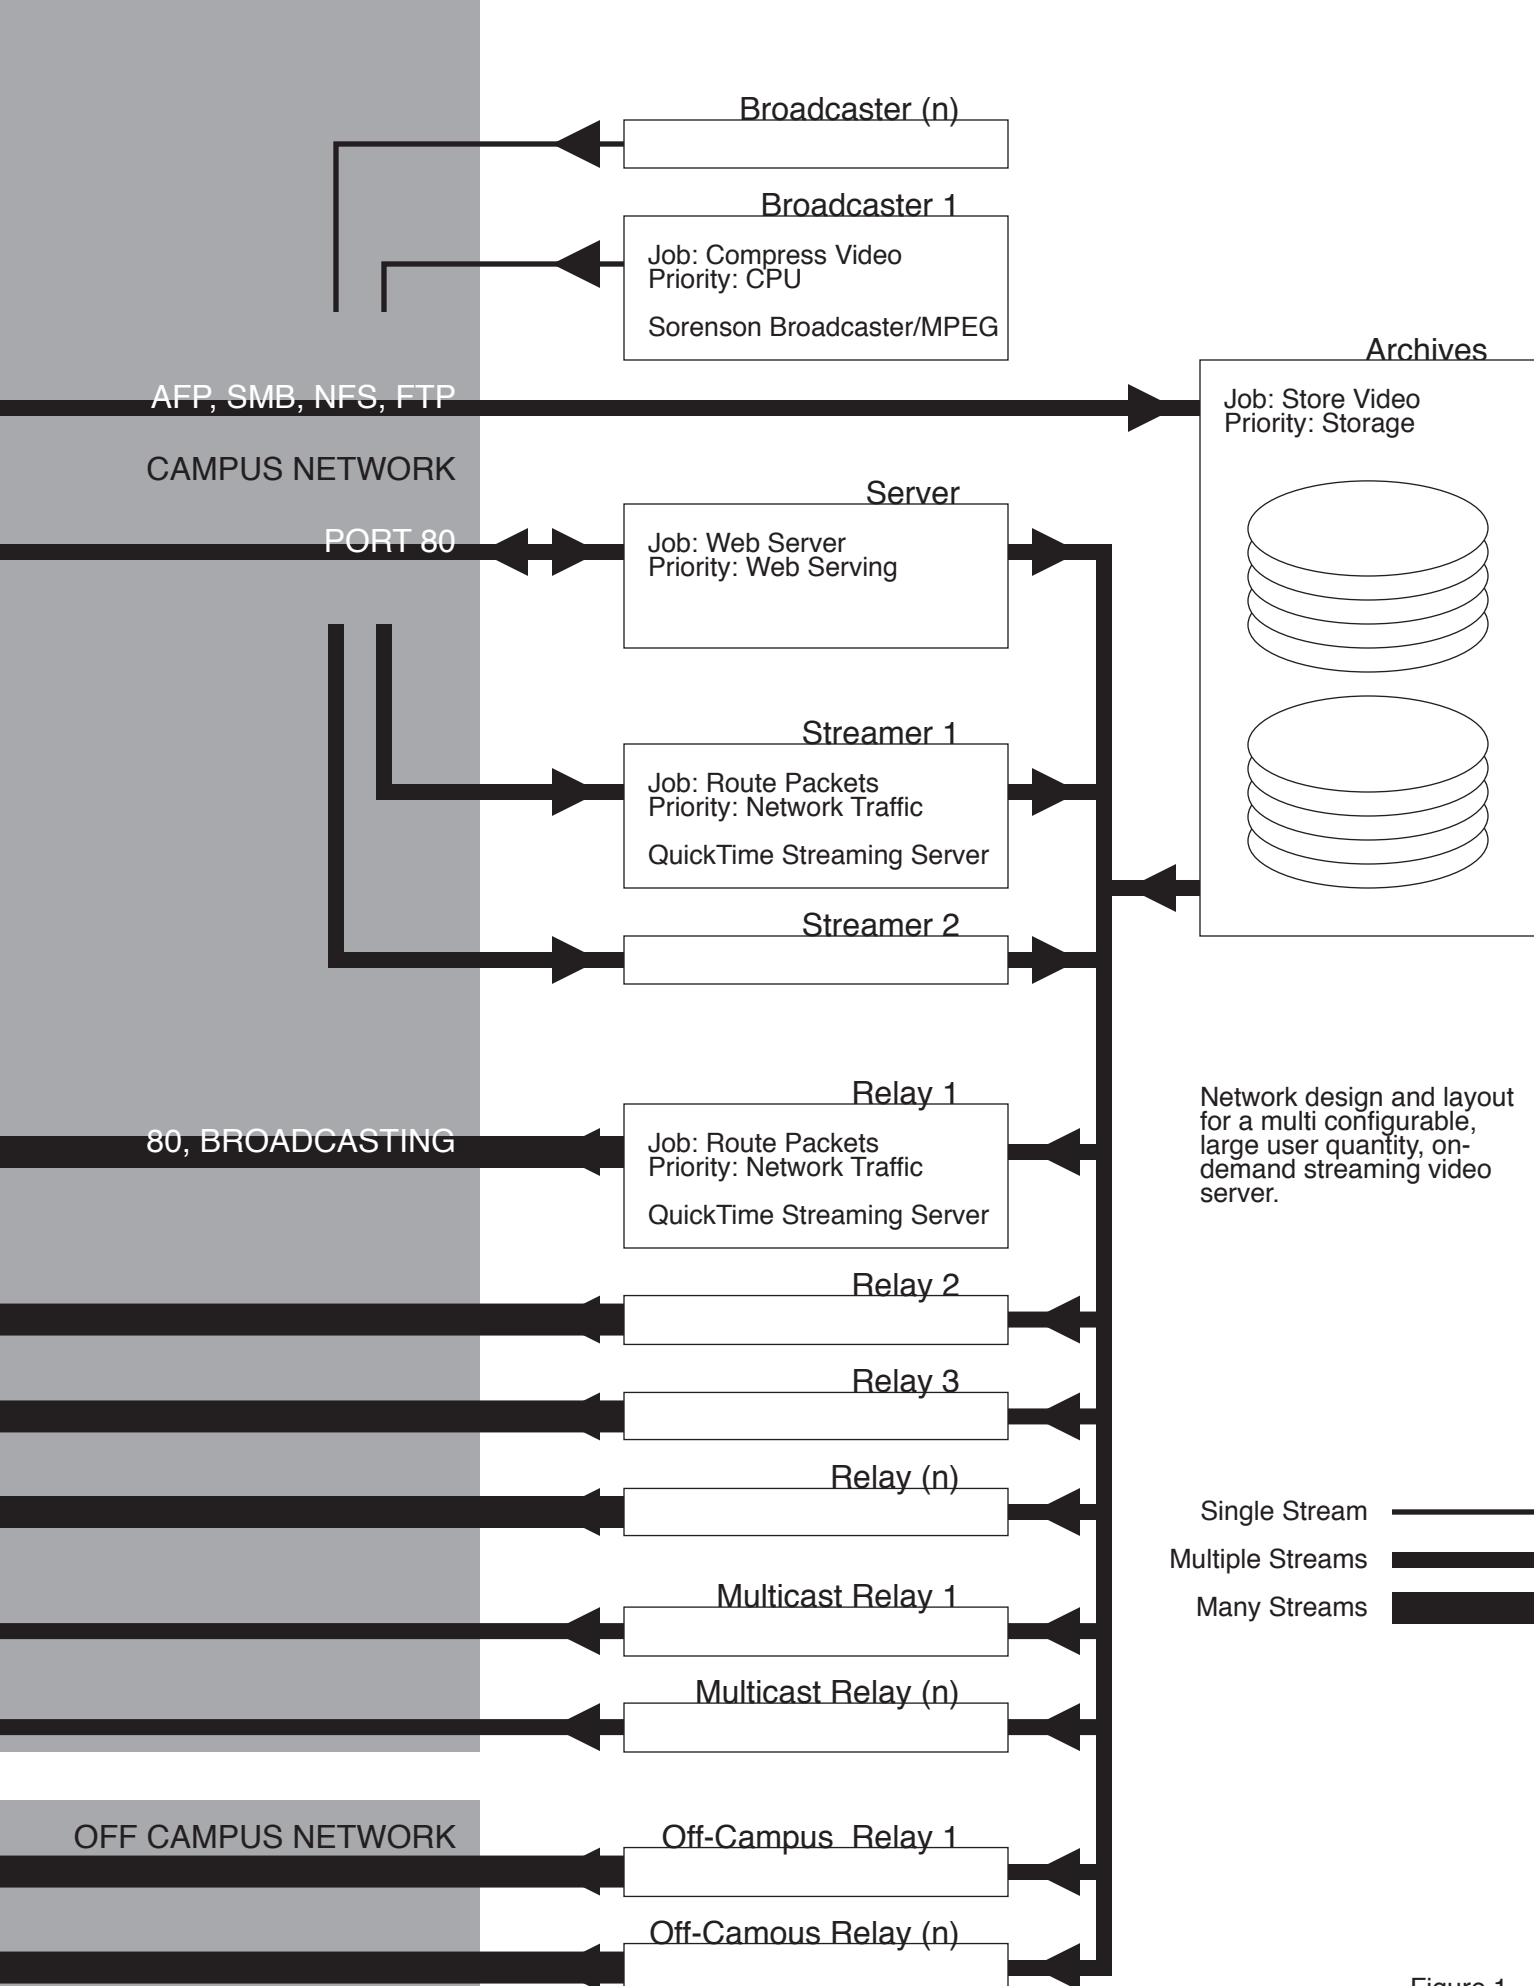 Broadcaster (n)
Broadcaster 1
Job: Compress Video
Priority: CPU
Sorenson Broadcaster/MPEG
Archives
Job: Store Video
Priority: Storage
AFP, SMB, NFS, FTP
CAMPUS NETWORK
Server
PORT 80
Job: Web Server
Priority: Web Serving
Streamer 1
Job: Route Packets
Priority: Network Traffic
QuickTime Streaming Server
Streamer 2
Relay 1
80, BROADCASTING
Job: Route Packets
Priority: Network Traffic
QuickTime Streaming Server
Network design and layout
for a multi configurable,
large user quantity, on-
demand streaming video
server.
Relay 2
Relay 3
Relay (n)
Single Stream
Multiple Streams
Many Streams
Multicast Relay 1
Multicast Relay (n)
OFF CAMPUS NETWORK
Off-Campus Relay 1
Off-Camous Relay (n)
Figure 1